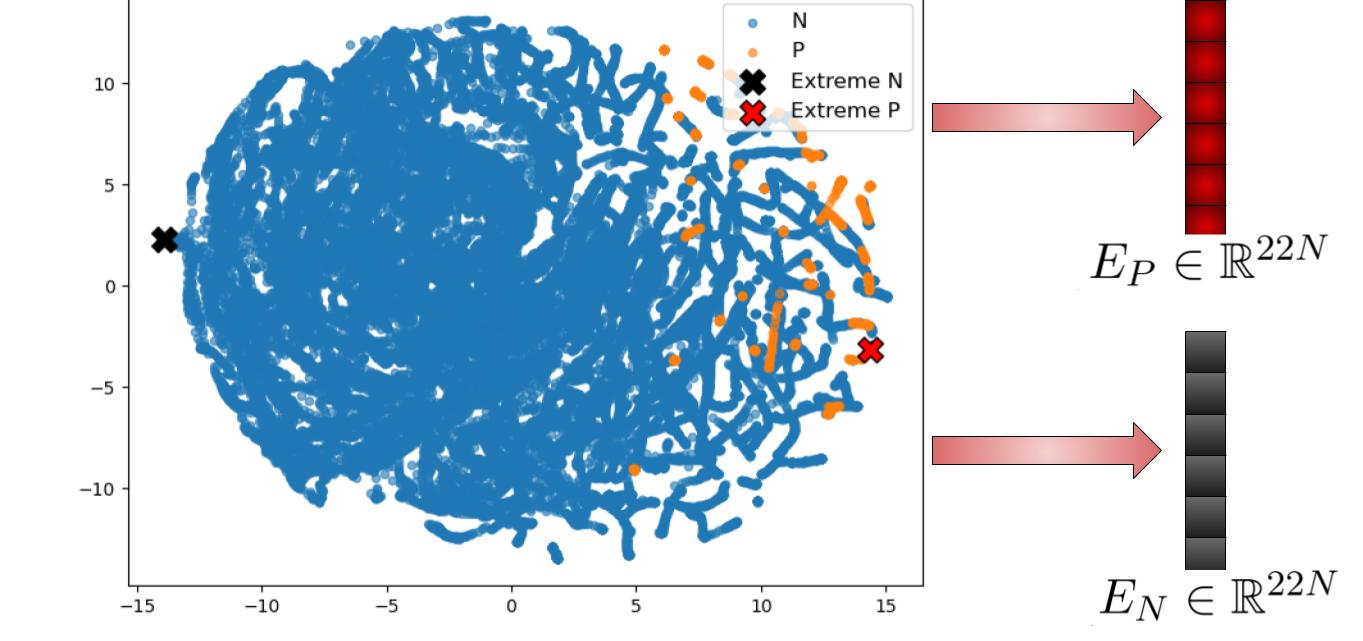 N
P
Extreme N
Extreme P
10
5
0
−5
−10
−15 −10 −5 0 5 10 15
E_P ∈ ℝ^{22N}
E_N ∈ ℝ^{22N}